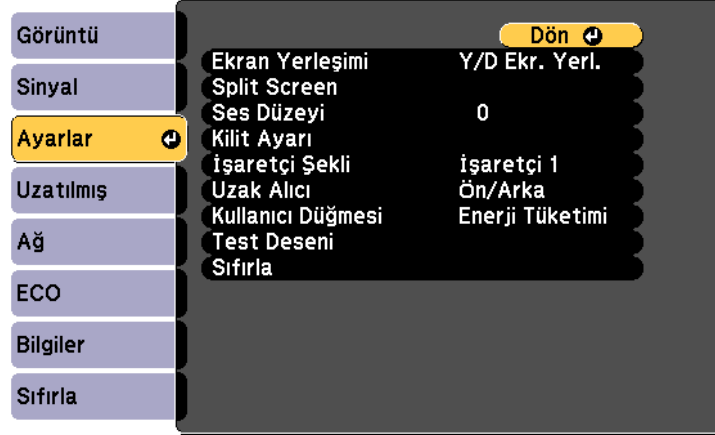 Görüntü
Sinyal
Ayarlar
Uzatılmış
Ağ
ECO
Bilgiler
Sıfırla
Dön
Ekran Yerleşimi Y/D Ekr. Yerl.
Split Screen
Ses Düzeyi 0
Kilit Ayarı
İşaretçi Şekli İşaretçi 1
Uzak Alıcı Ön/Arka
Kullanıcı Düğmesi Enerji Tüketimi
Test Deseni
Sıfırla